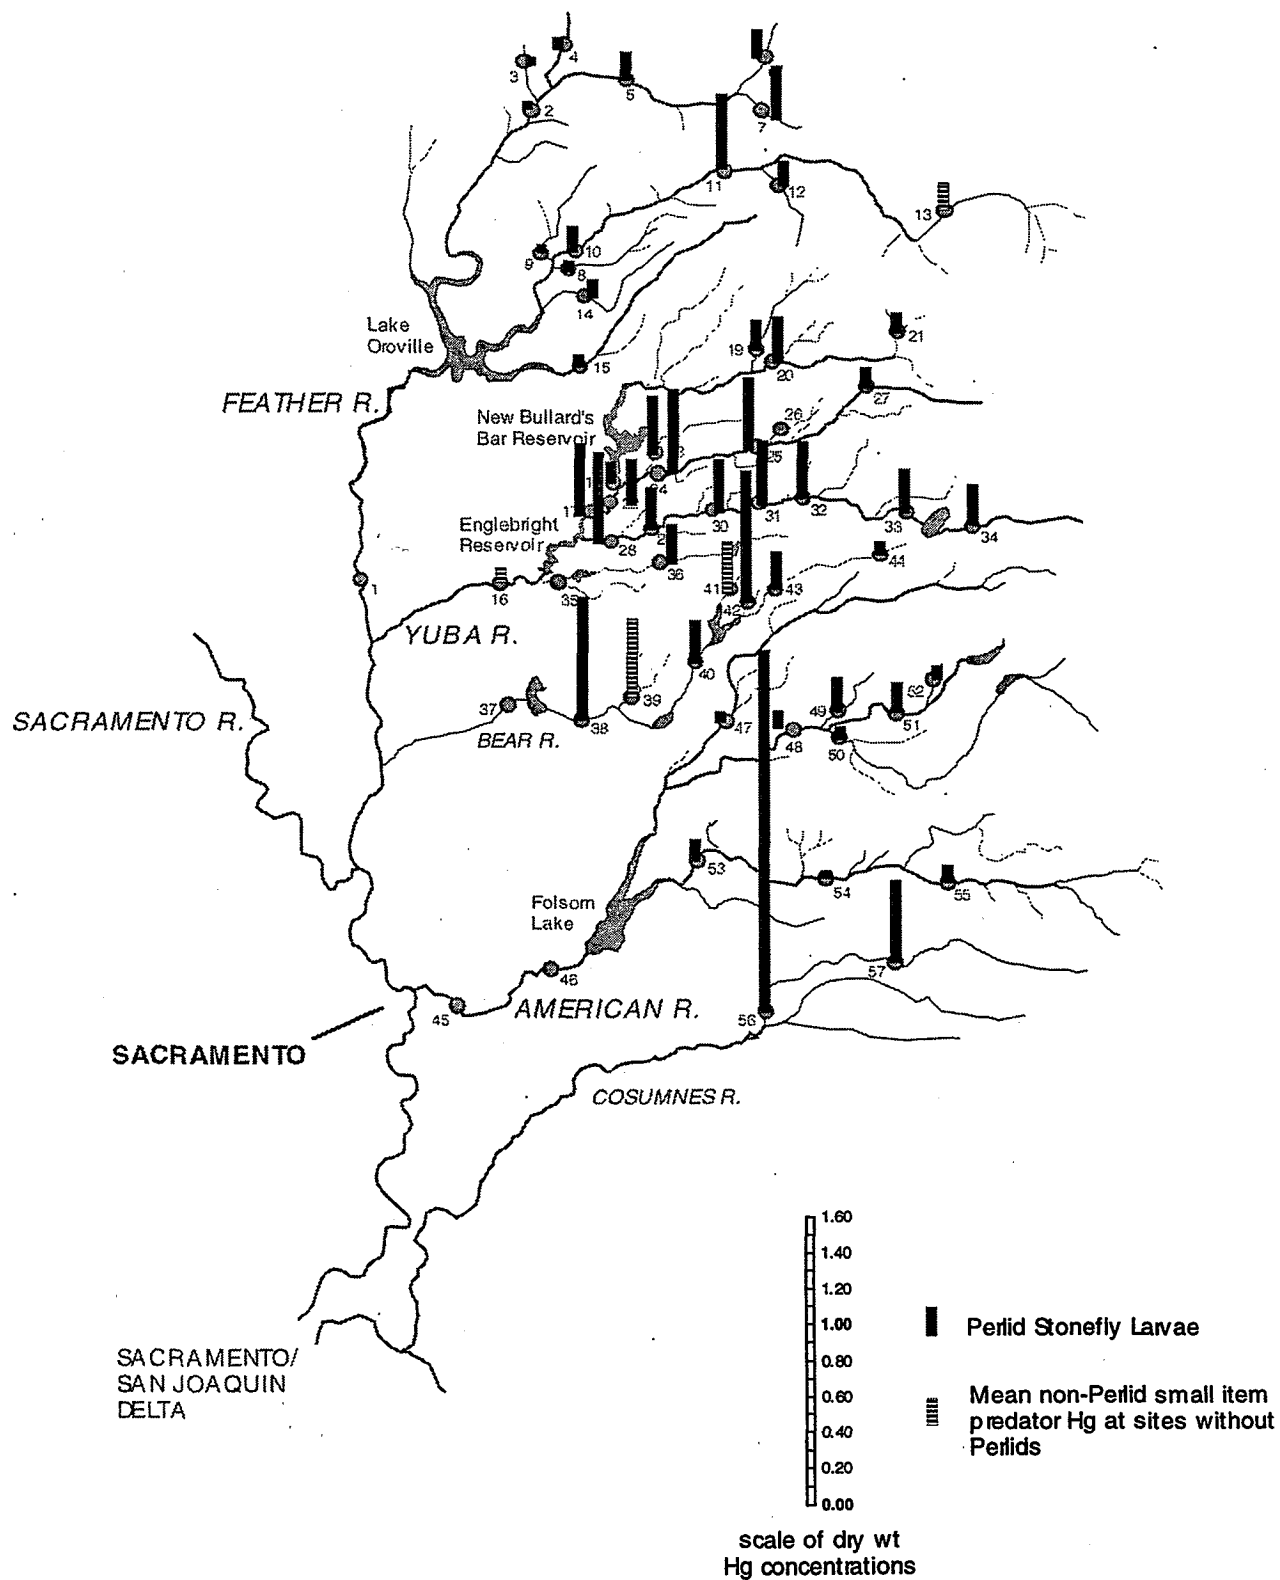 4
3
5
2
7
11
12
13
10
9
8
14
Lake
Oroville
15
19
20
21
FEATHER R.
27
New Bullard's
Bar Reservoir
26
25
24
17
30
31
32
33
34
Englebright
Reservoir
28
36
44
1
16
35
41
42
43
YUBA R.
40
39
52
SACRAMENTO R.
37
38
47
49
51
BEAR R.
48
50
53
54
55
Folsom
Lake
57
46
45
AMERICAN R.
56
SACRAMENTO
COSUMNES R.
1.60
1.40
1.20
1.00
0.80
0.60
0.40
0.20
0.00
Perlid Stonefly Larvae
Mean non-Perlid small item
predator Hg at sites without
Perlids
SACRAMENTO/
SAN JOAQUIN
DELTA
scale of dry wt
Hg concentrations